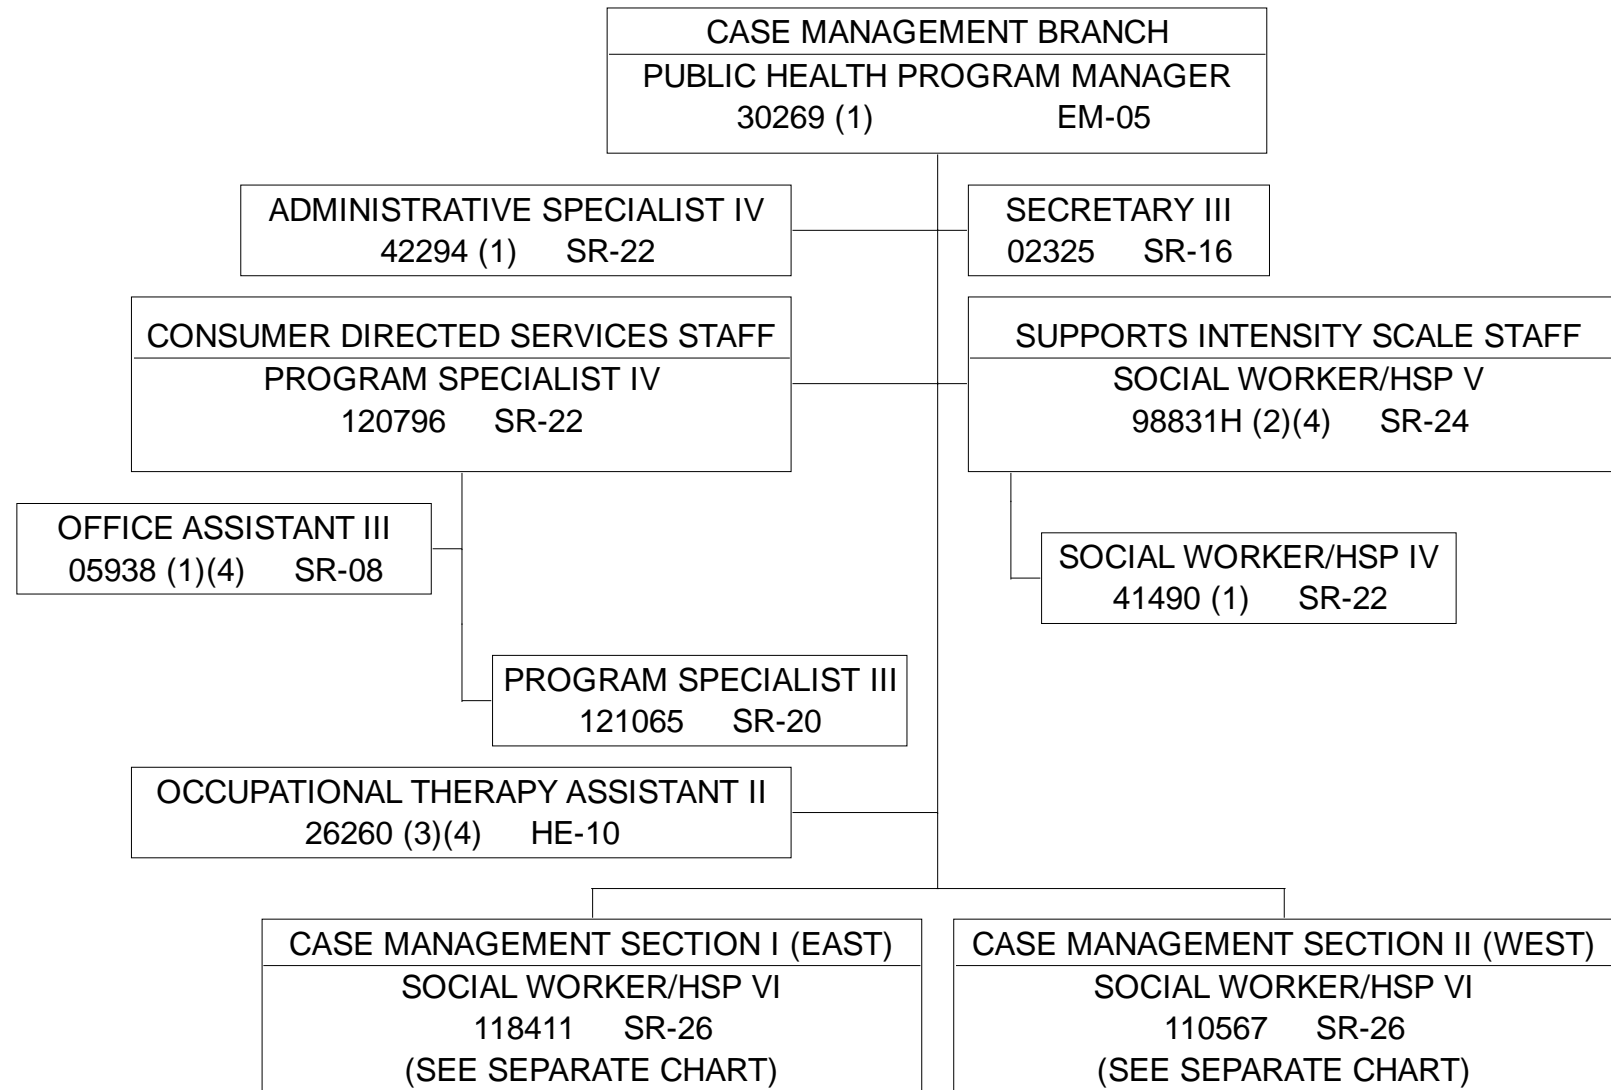 CASE MANAGEMENT BRANCH
PUBLIC HEALTH PROGRAM MANAGER
30269 (1) EM-05
ADMINISTRATIVE SPECIALIST IV
42294 (1) SR-22
SECRETARY III
02325 SR-16
CONSUMER DIRECTED SERVICES STAFF
PROGRAM SPECIALIST IV
120796 SR-22
SUPPORTS INTENSITY SCALE STAFF
SOCIAL WORKER/HSP V
98831H (2)(4) SR-24
OFFICE ASSISTANT III
05938 (1)(4) SR-08
SOCIAL WORKER/HSP IV
41490 (1) SR-22
PROGRAM SPECIALIST III
121065 SR-20
OCCUPATIONAL THERAPY ASSISTANT II
26260 (3)(4) HE-10
CASE MANAGEMENT SECTION I (EAST)
SOCIAL WORKER/HSP VI
118411 SR-26
(SEE SEPARATE CHART)
CASE MANAGEMENT SECTION II (WEST)
SOCIAL WORKER/HSP VI
110567 SR-26
(SEE SEPARATE CHART)